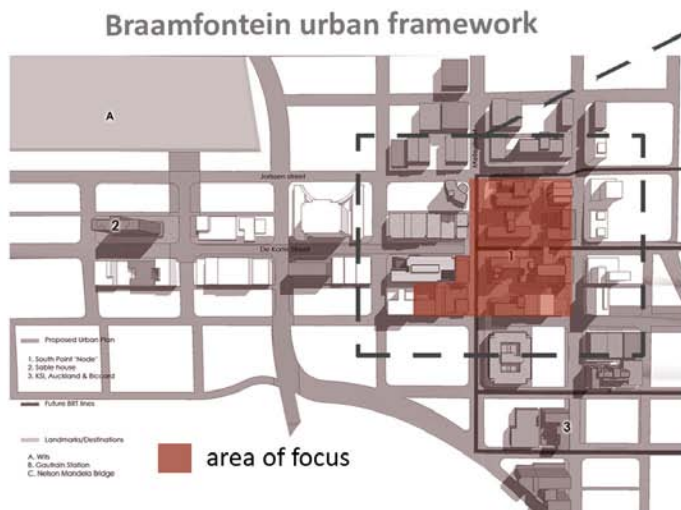 Braamfontein urban framework
A
Jorissen street
2
De Korte Street
1
Proposed Urban Plan
1. South Point 'Node'
2. Sable house
3. KSI, Auckland & Biccard
Future BRT lines
3
Landmarks/Destinations
A. Wits
B. Gautrain Station
C. Nelson Mandela Bridge
area of focus